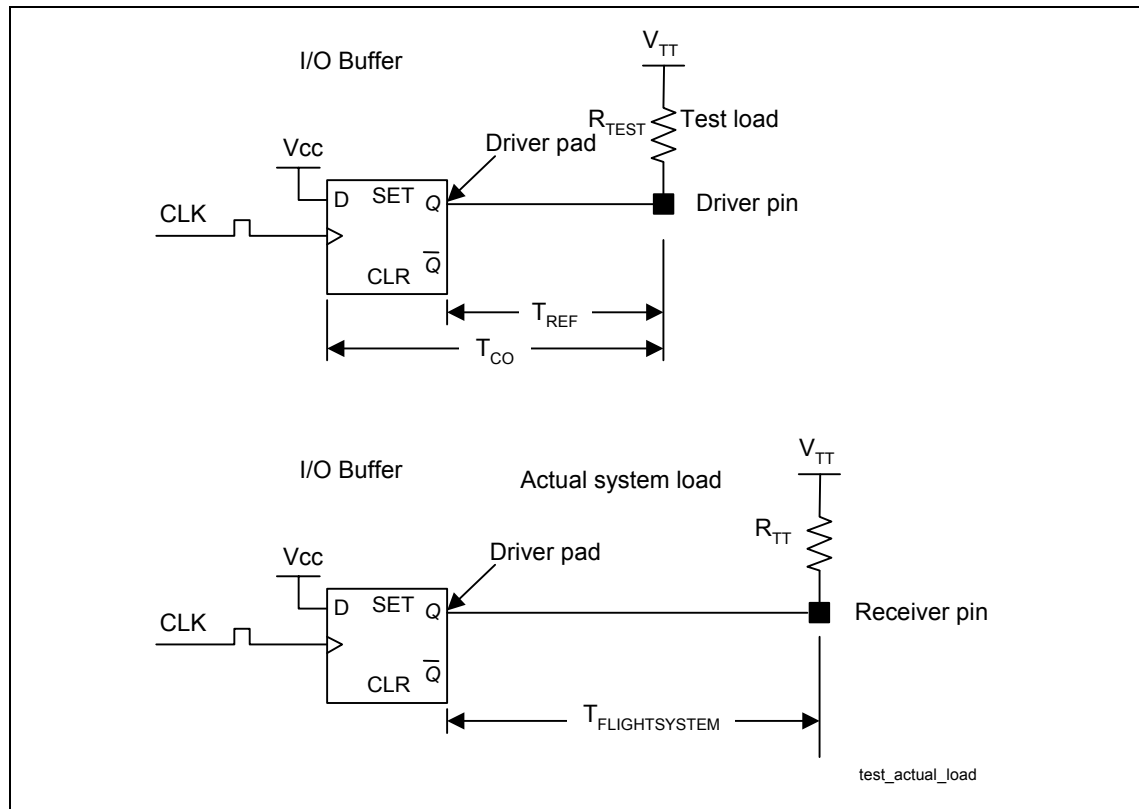 V_TT
I/O Buffer
R_TEST Test load
Driver pad
Vcc
D SET Q
Driver pin
CLK
CLR Q̅
T_REF
T_CO
V_TT
I/O Buffer
Actual system load
R_TT
Driver pad
Vcc
D SET Q
Receiver pin
CLK
CLR Q̅
T_FLIGHTSYSTEM
test_actual_load